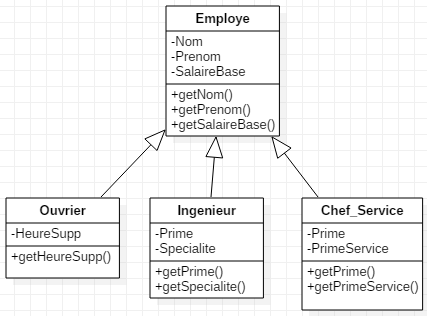 Employe
-Nom
-Prenom
-SalaireBase
+getNom()
+getPrenom()
+getSalaireBase()
Ouvrier
-HeureSupp
+getHeureSupp()
Ingenieur
-Prime
-Specialite
+getPrime()
+getSpecialite()
Chef_Service
-Prime
-PrimeService
+getPrime()
+getPrimeService()